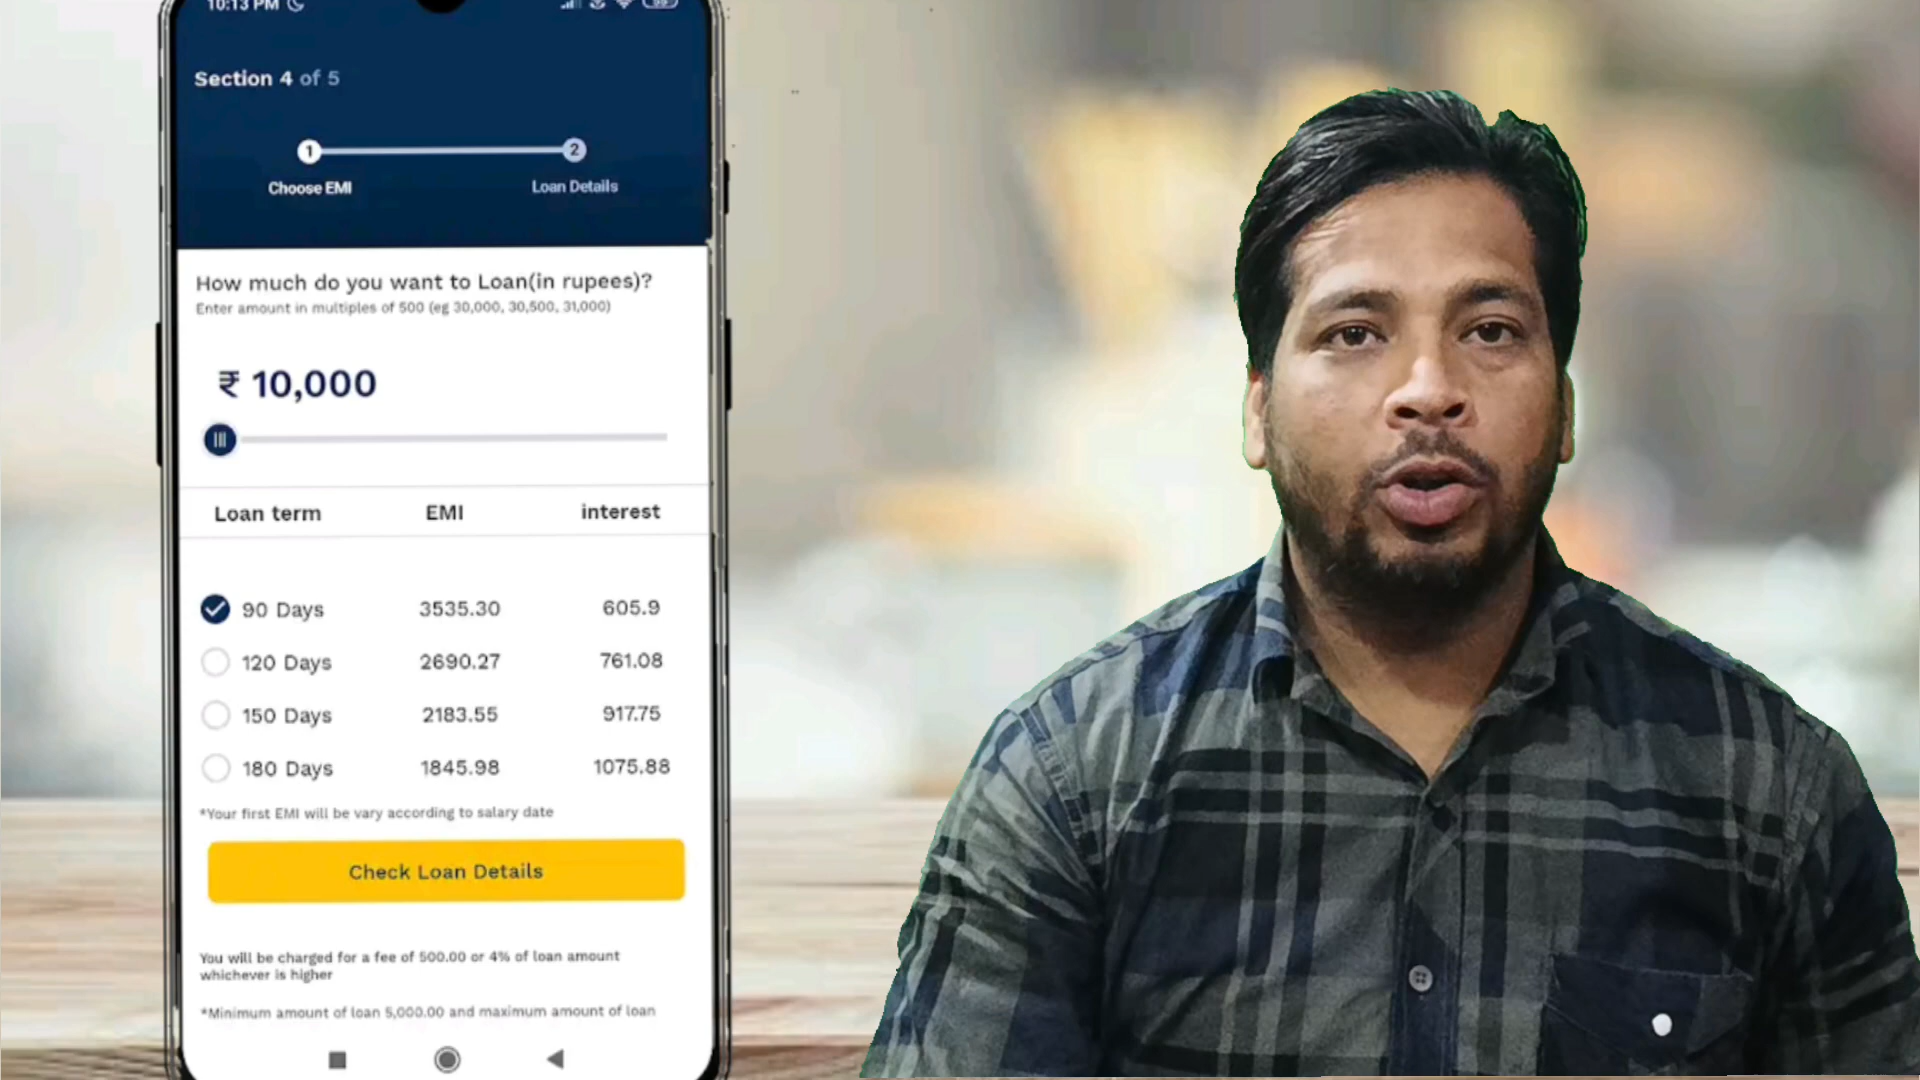 10:13 PM
Section 4 of 5
1 2
Choose EMI Loan Details
How much do you want to Loan(in rupees)?
Enter amount in multiples of 500 (eg 30,000, 30,500, 31,000)
₹ 10,000
Loan term EMI interest
90 Days 3535.30 605.9
120 Days 2690.27 761.08
150 Days 2183.55 917.75
180 Days 1845.98 1075.88
*Your first EMI will be vary according to salary date
Check Loan Details
You will be charged for a fee of 500.00 or 4% of loan amount
whichever is higher
*Minimum amount of loan 5,000.00 and maximum amount of loan